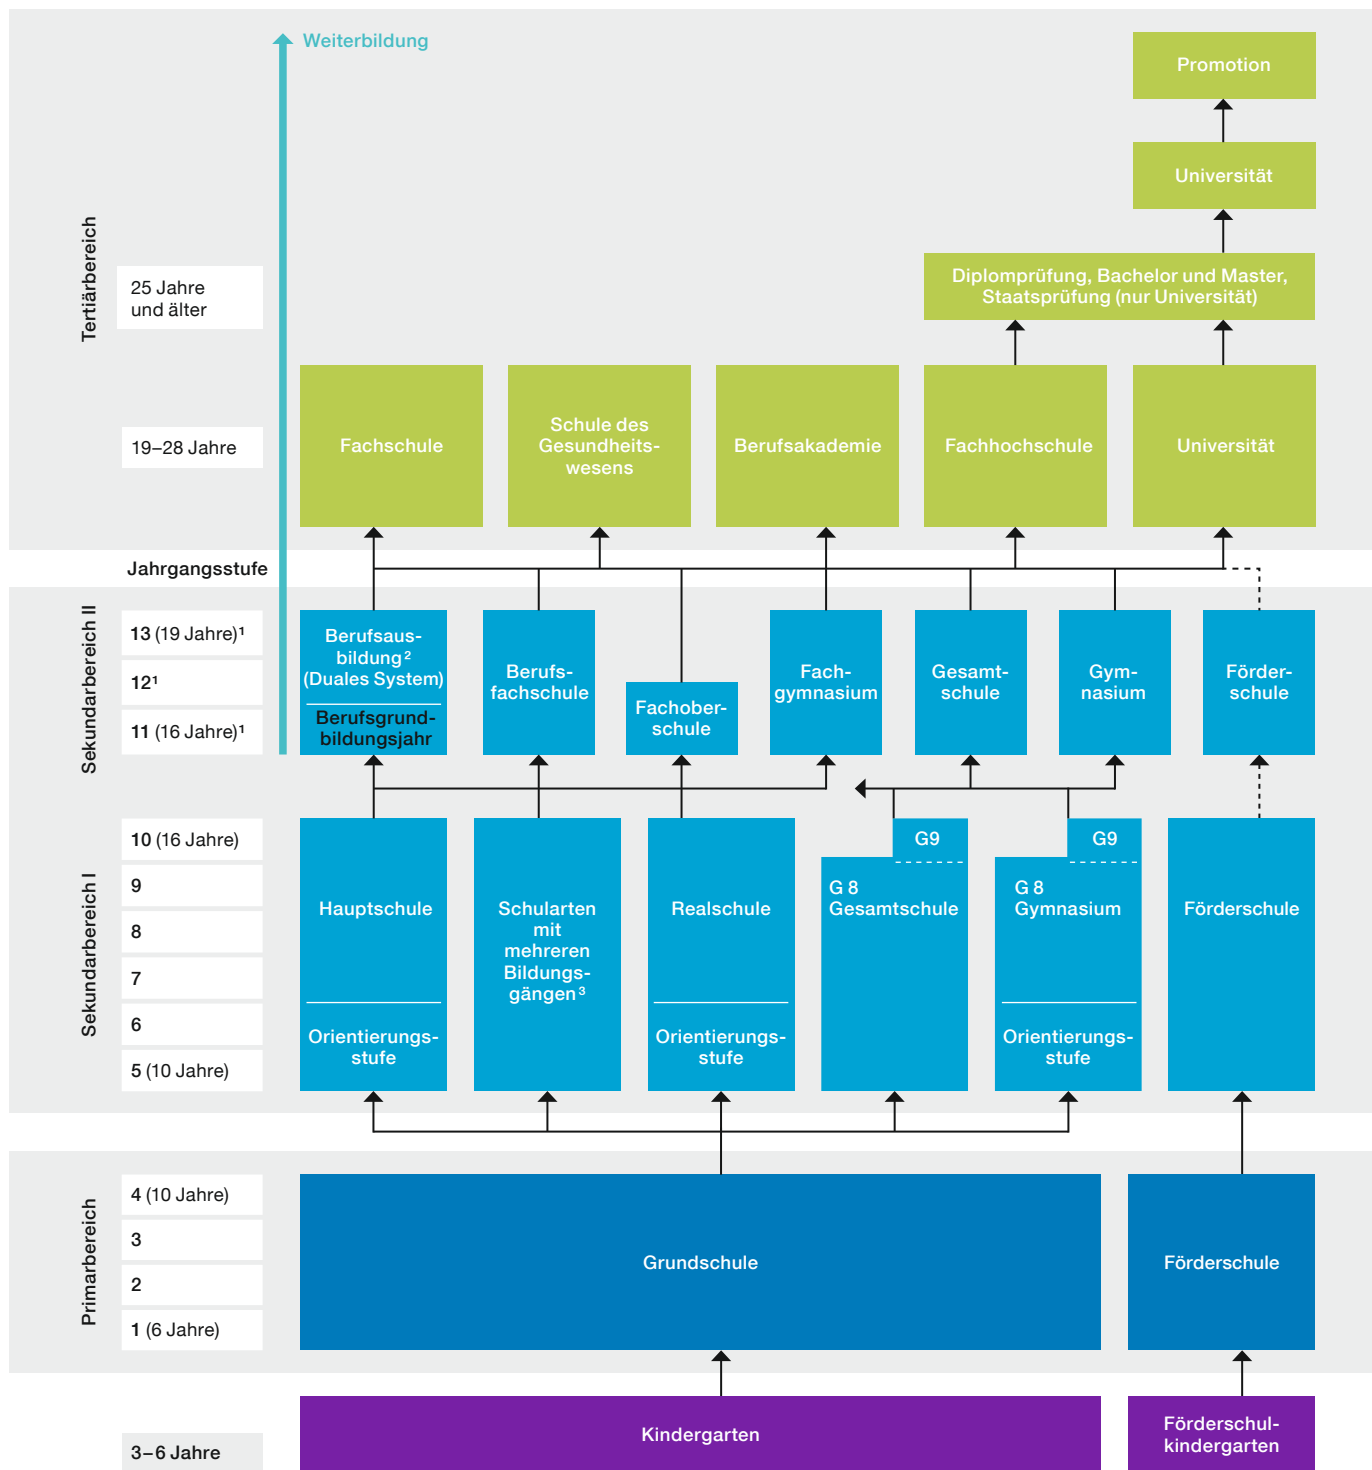 Weiterbildung
Promotion
Universität
Tertiärbereich
25 Jahre
und älter
Diplomprüfung, Bachelor und Master,
Staatsprüfung (nur Universität)
19–28 Jahre
Fachschule
Schule des
Gesundheits-
wesens
Berufsakademie
Fachhochschule
Universität
Jahrgangsstufe
Sekundarbereich II
13 (19 Jahre)¹
12¹
11 (16 Jahre)¹
Berufsaus-
bildung²
(Duales System)
Berufsgrund-
bildungsjahr
Berufs-
fachschule
Fachober-
schule
Fach-
gymnasium
Gesamt-
schule
Gym-
nasium
Förder-
schule
Sekundarbereich I
10 (16 Jahre)
9
8
7
6
5 (10 Jahre)
Hauptschule
Orientierungs-
stufe
Schularten
mit
mehreren
Bildungs-
gängen³
Realschule
Orientierungs-
stufe
G9
G 8
Gesamtschule
G9
G 8
Gymnasium
Orientierungs-
stufe
Förderschule
Primarbereich
4 (10 Jahre)
3
2
1 (6 Jahre)
Grundschule
Förderschule
3–6 Jahre
Kindergarten
Förderschul-
kindergarten